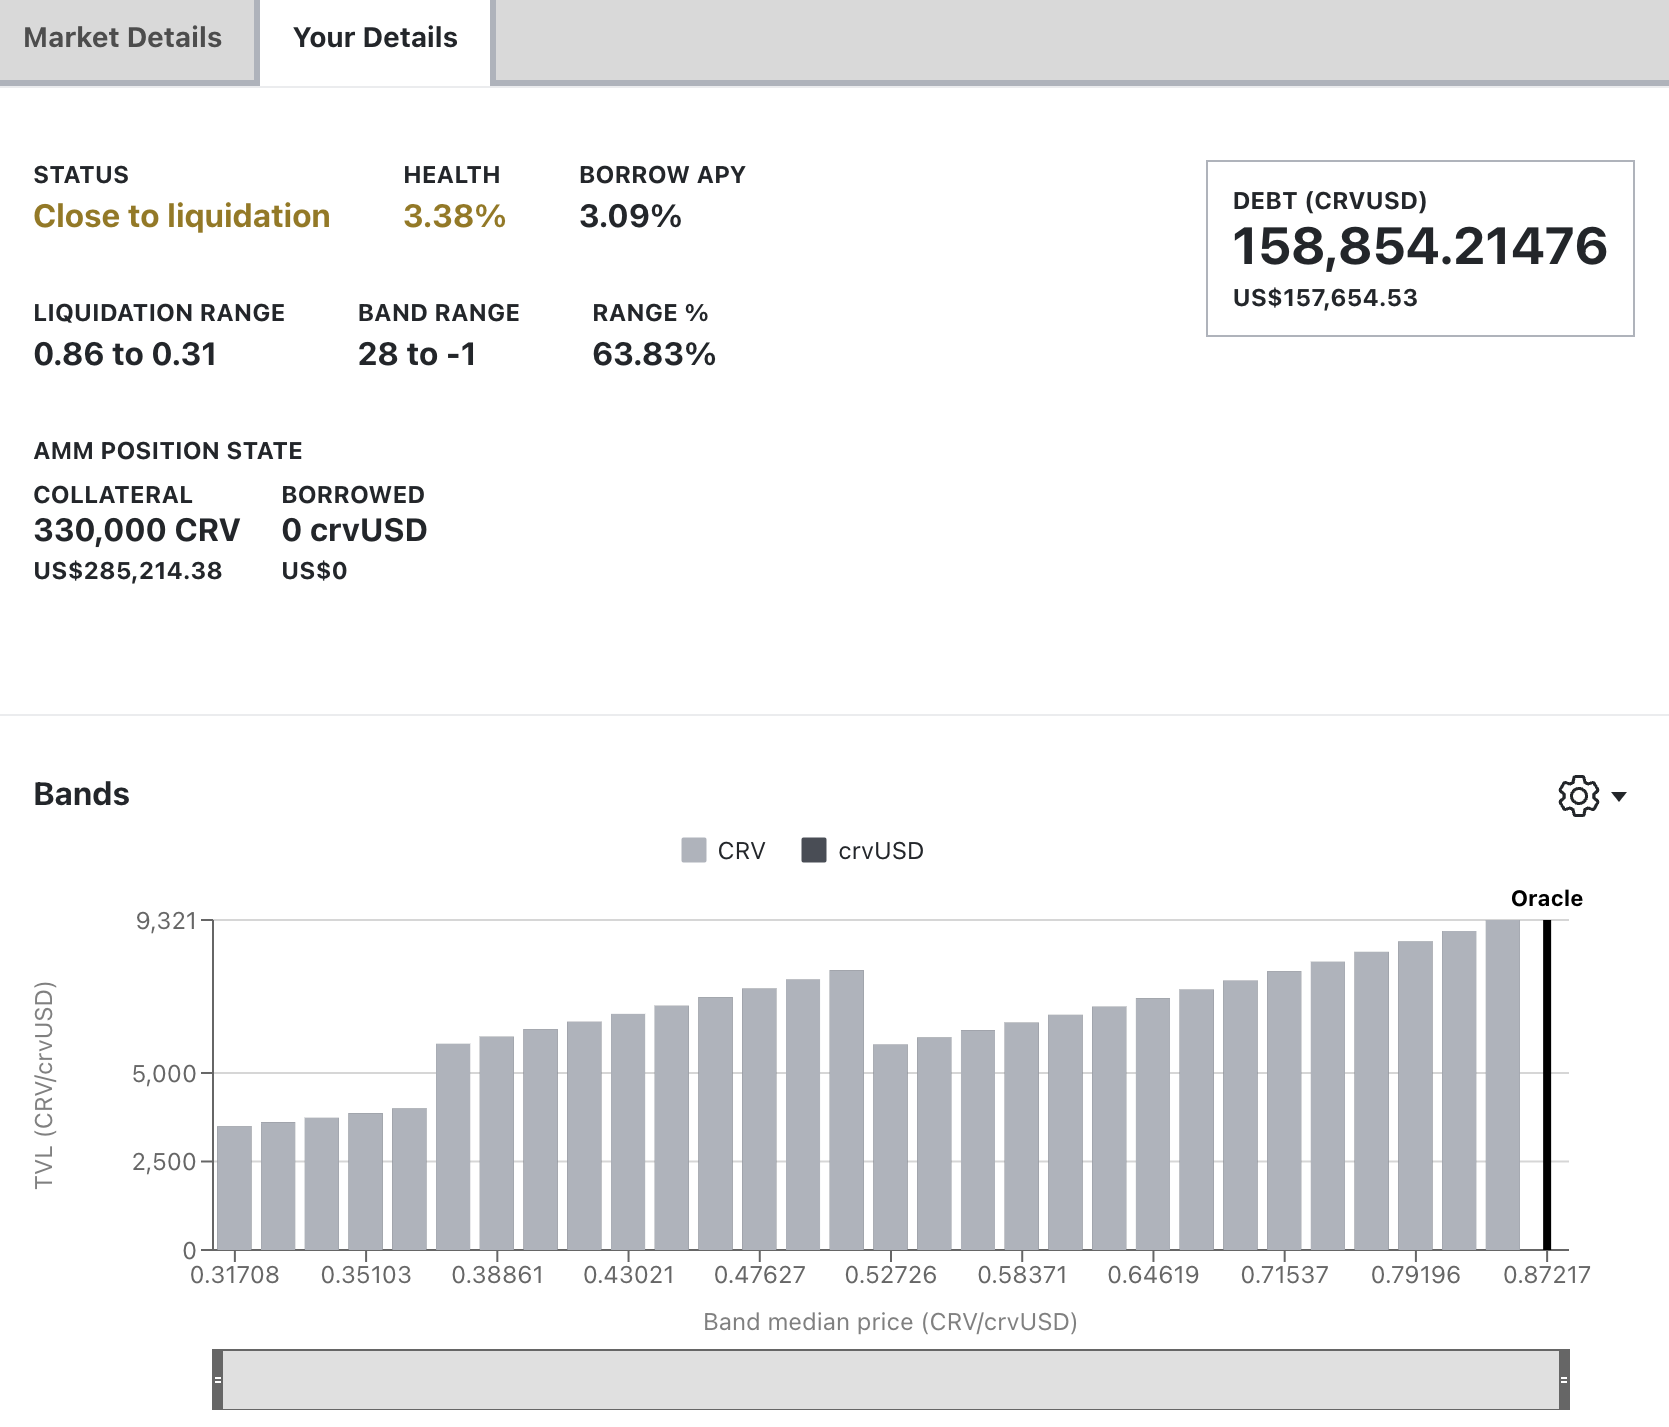 Market Details
Your Details
STATUS
Close to liquidation
HEALTH
3.38%
BORROW APY
3.09%
DEBT (CRVUSD)
158,854.21476
US$157,654.53
LIQUIDATION RANGE
0.86 to 0.31
BAND RANGE
28 to -1
RANGE %
63.83%
AMM POSITION STATE
COLLATERAL
330,000 CRV
US$285,214.38
BORROWED
0 crvUSD
US$0
Bands
CRV
crvUSD
Oracle
9,321
5,000
2,500
0
TVL (CRV/crvUSD)
0.31708 0.35103 0.38861 0.43021 0.47627 0.52726 0.58371 0.64619 0.71537 0.79196 0.87217
Band median price (CRV/crvUSD)